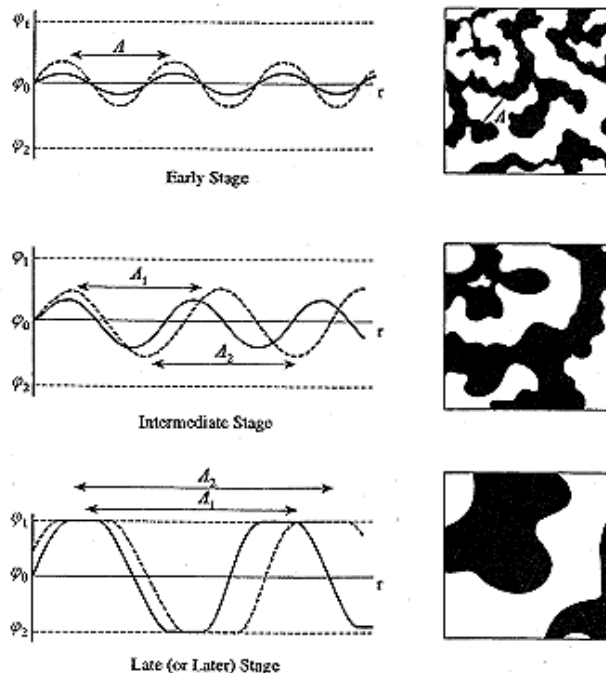 φ₁
Λ
φ₀
r
φ₂
Λ
Early Stage
φ₁
Λ₁
φ₀
r
Λ₂
φ₂
Intermediate Stage
Λ₂
Λ₁
φ₁
φ₀
r
φ₂
Late (or Later) Stage